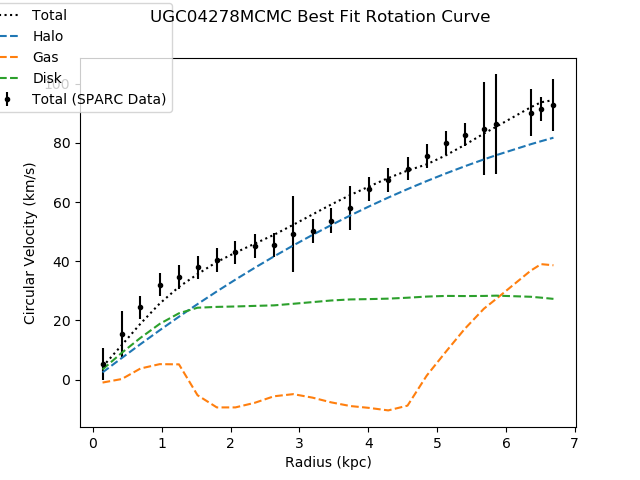 UGC04278MCMC Best Fit Rotation Curve
Total
Halo
Gas
Disk
Total (SPARC Data)
100
80
60
40
20
0
Circular Velocity (km/s)
0 1 2 3 4 5 6 7
Radius (kpc)